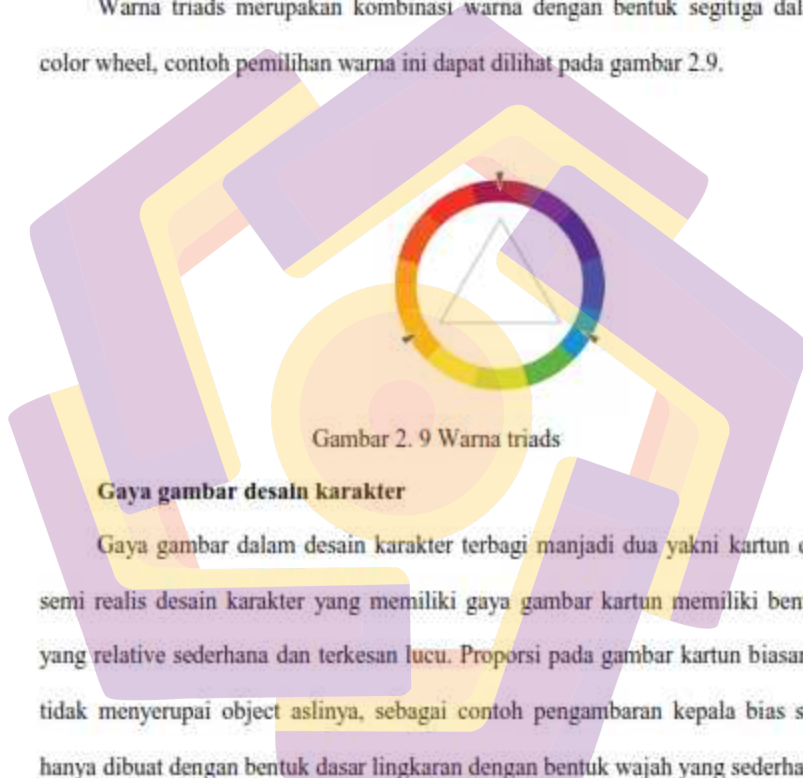 Warna triads merupakan kombinasi warna dengan bentuk segitiga dal
color wheel, contoh pemilihan warna ini dapat dilihat pada gambar 2.9.
Gambar 2. 9 Warna triads
Gaya gambar desain karakter
Gaya gambar dalam desain karakter terbagi manjadi dua yakni kartun
semi realis desain karakter yang memiliki gaya gambar kartun memiliki ben
yang relative sederhana dan terkesan lucu. Proporsi pada gambar kartun biasa
tidak menyerupai object aslinya, sebagai contoh pengambaran kepala bias s
hanya dibuat dengan bentuk dasar lingkaran dengan bentuk wajah yang sederha